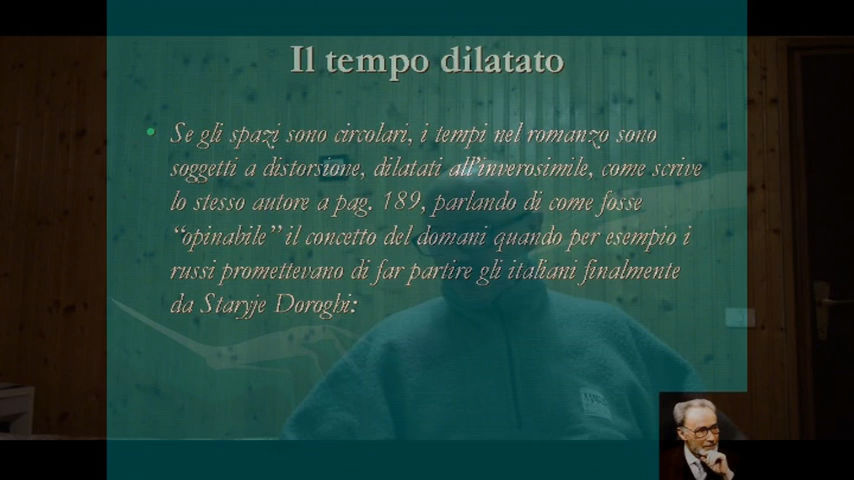 Il tempo dilatato
• Se gli spazi sono circolari, i tempi nel romanzo sono
soggetti a distorsione, dilatati all'inverosimile, come scrive
lo stesso autore a pag. 189, parlando di come fosse
“opinabile” il concetto del domani quando per esempio i
russi promettevano di far partire gli italiani finalmente
da Staryje Doroghi: